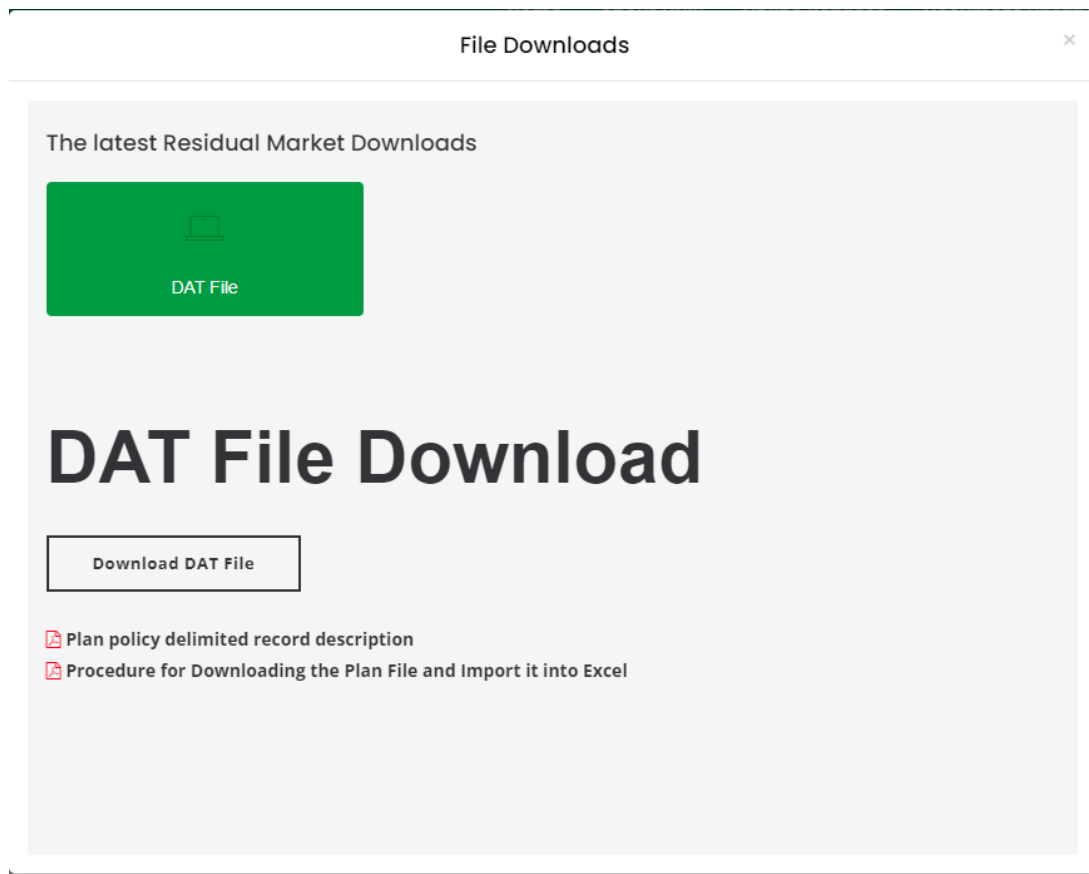 File Downloads
×
The latest Residual Market Downloads
DAT File
DAT File Download
Download DAT File
Plan policy delimited record description
Procedure for Downloading the Plan File and Import it into Excel